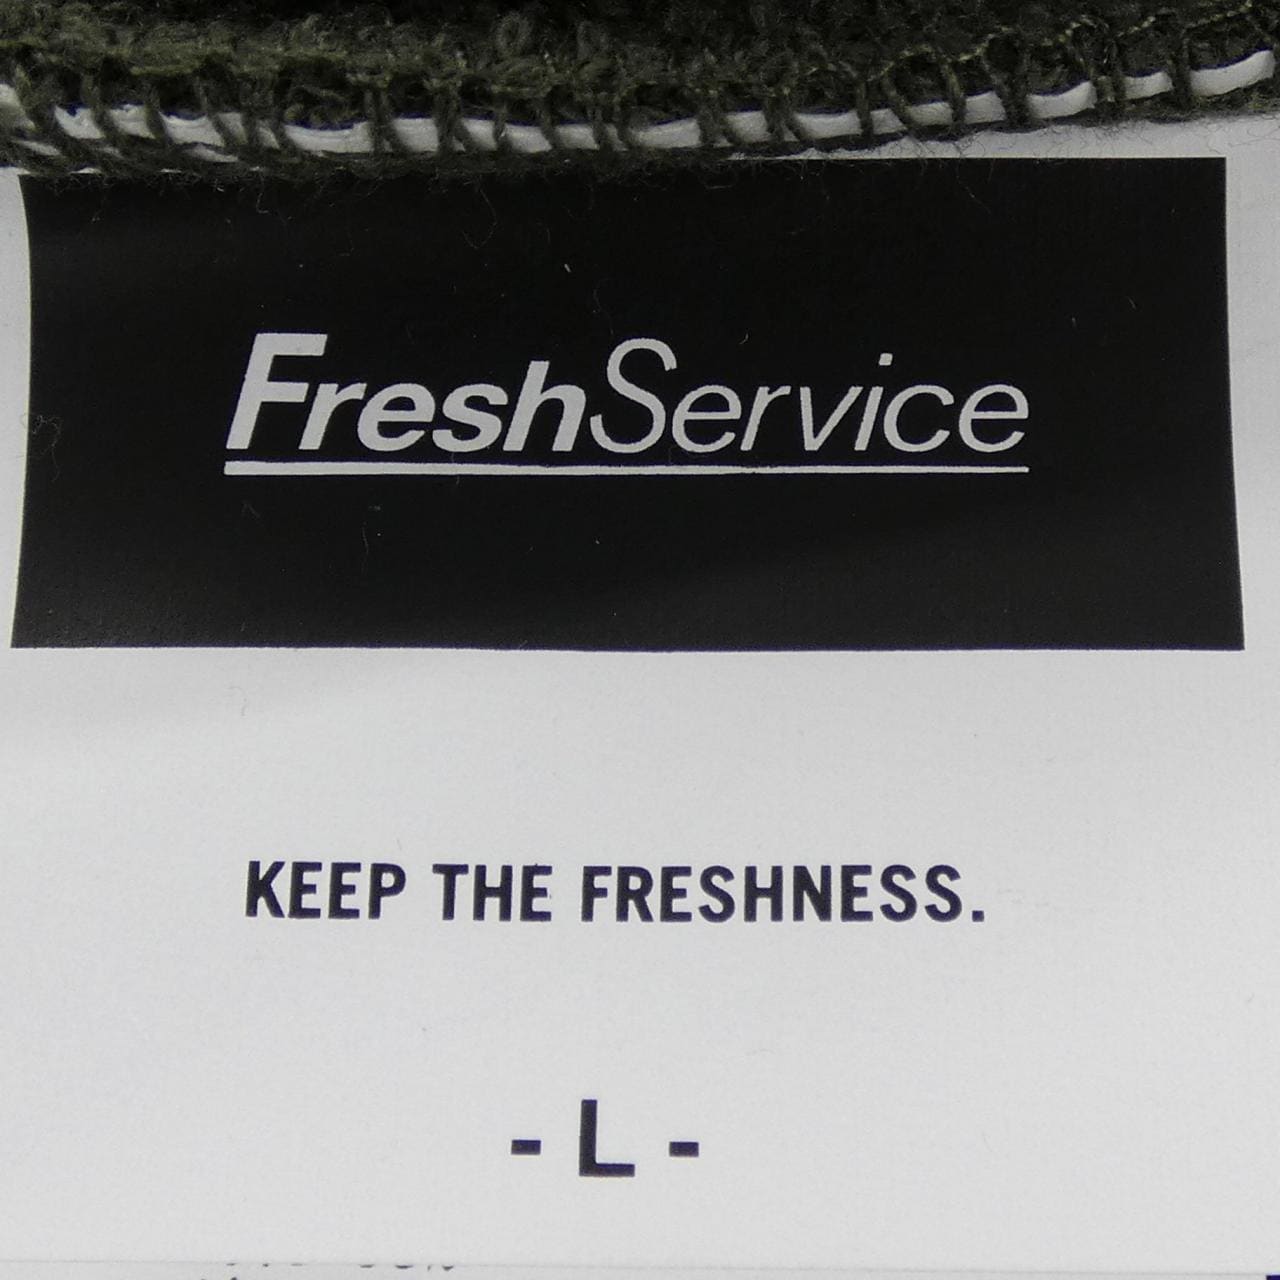 FreshService
KEEP THE FRESHNESS.
- L -